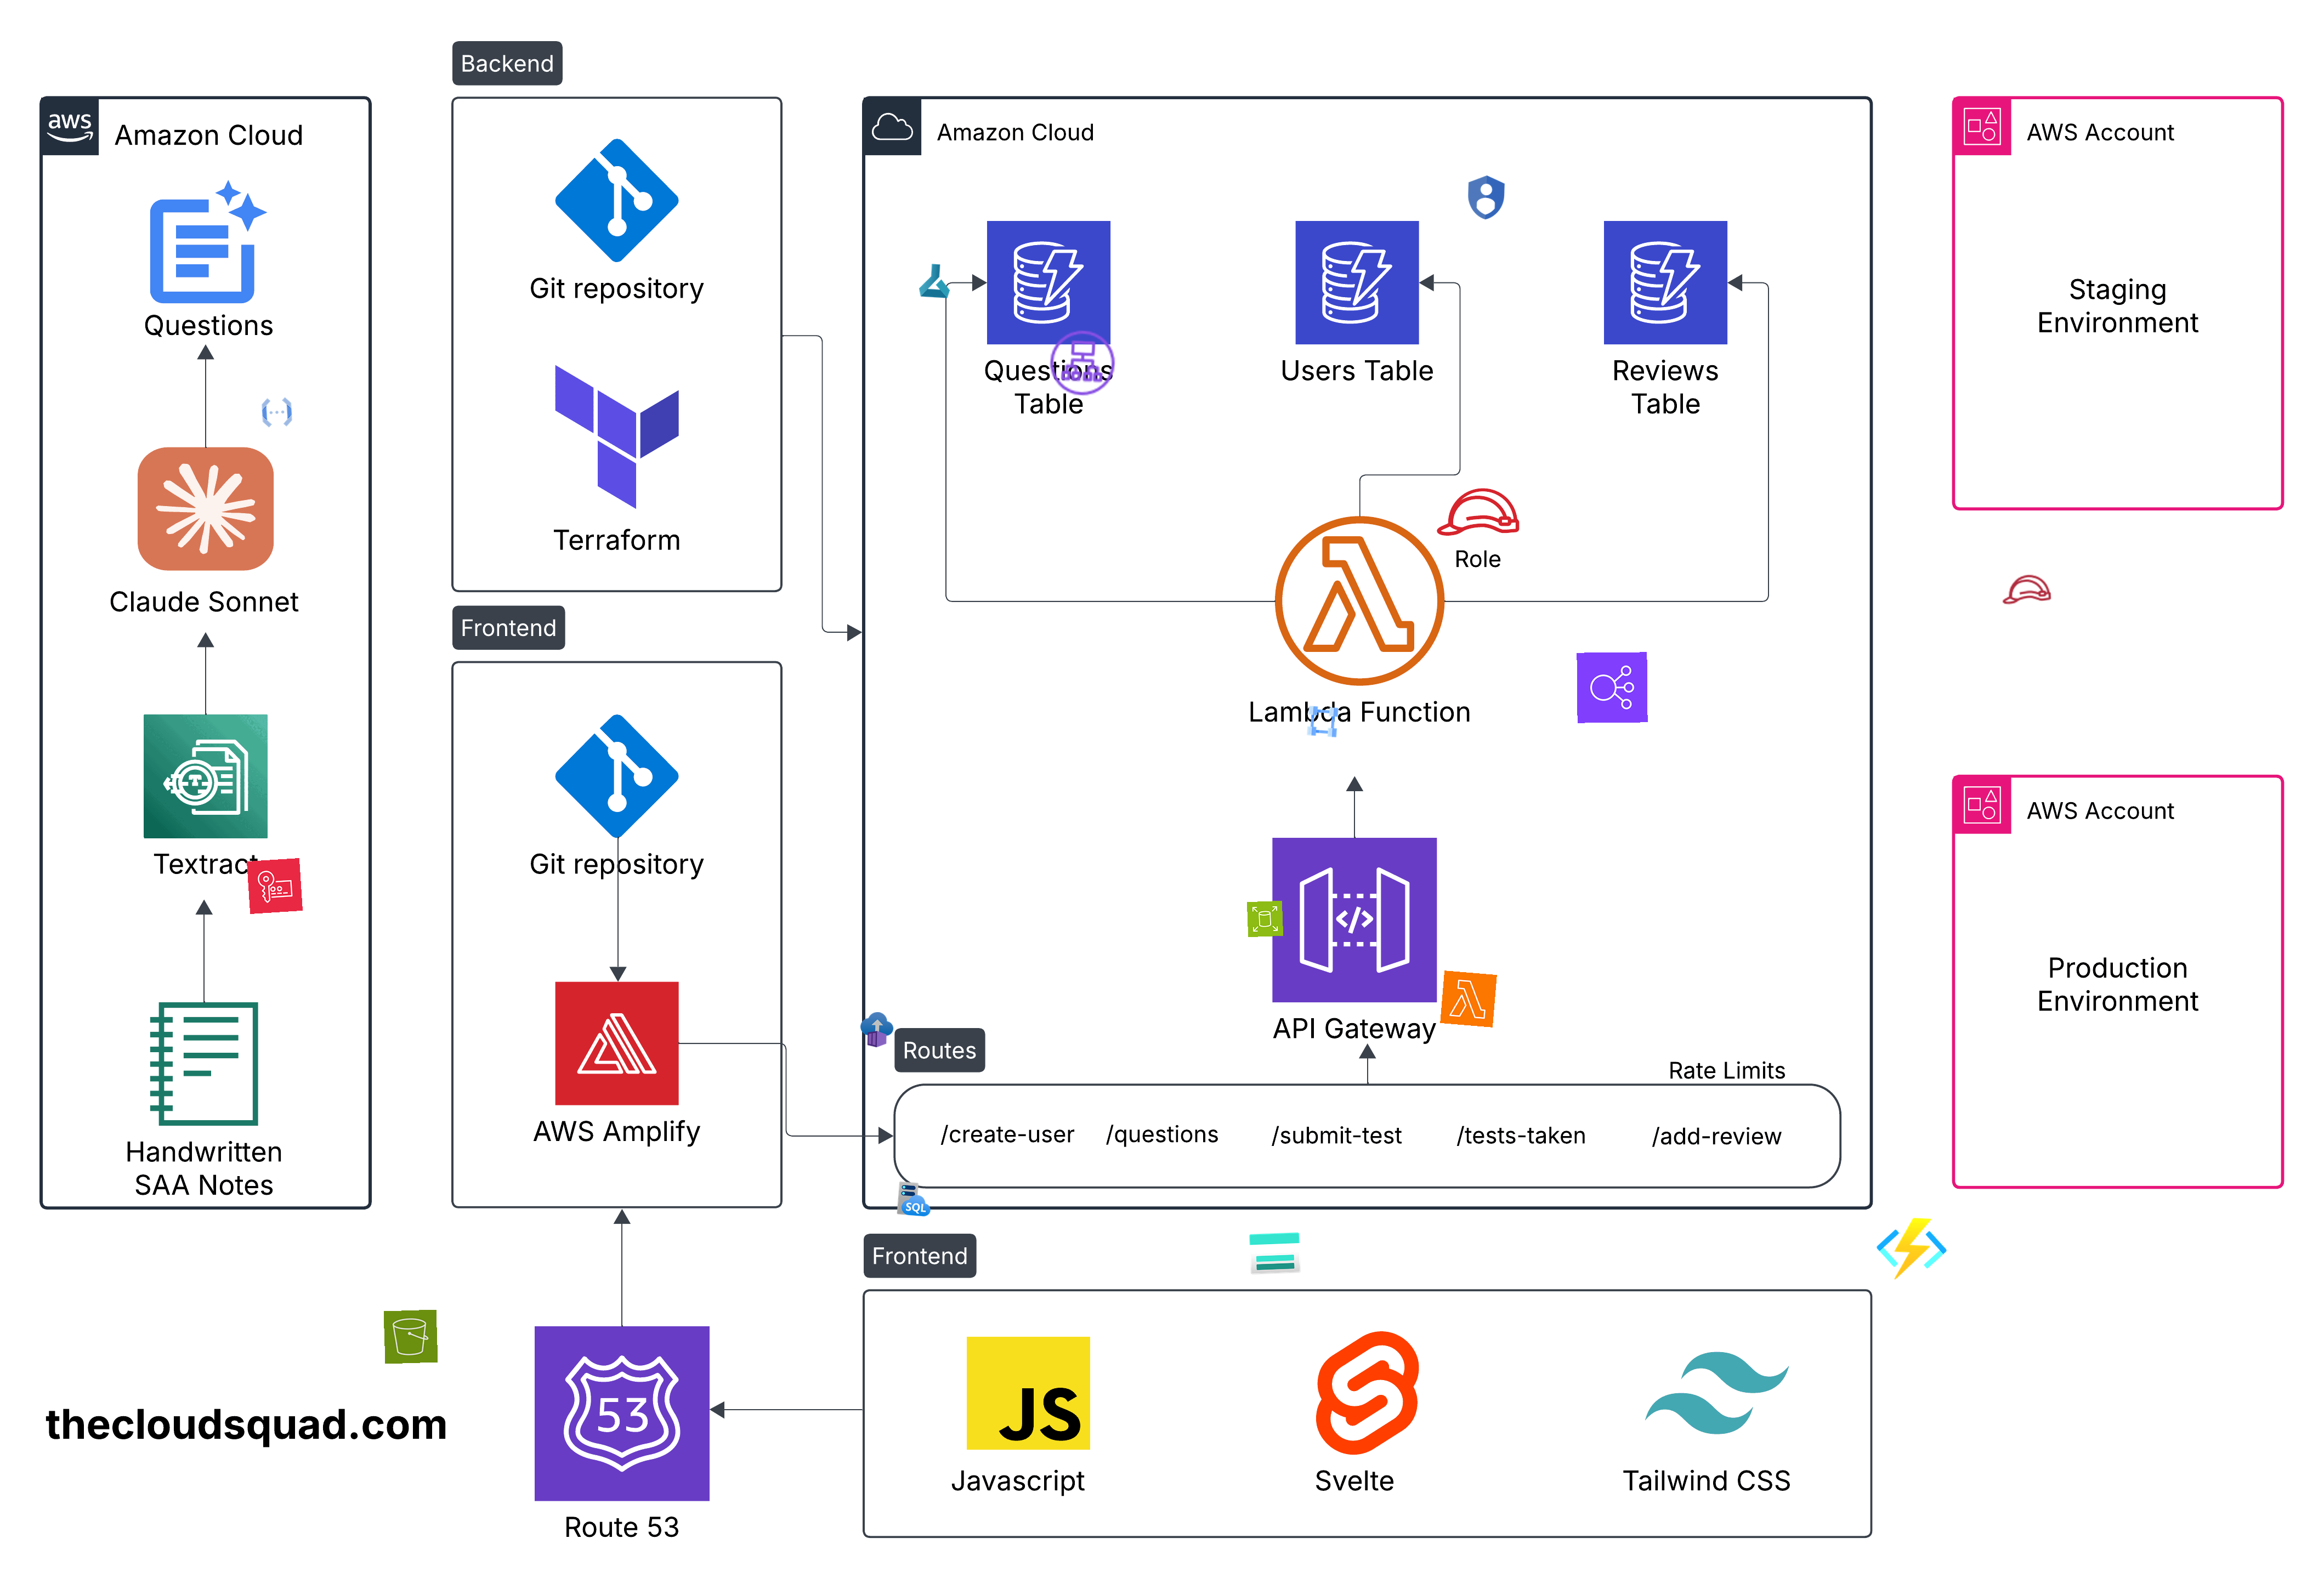 Backend
aws
Amazon Cloud
Questions
Claude Sonnet
Textract
Handwritten
SAA Notes
Git repository
Terraform
Frontend
Git repository
AWS Amplify
Amazon Cloud
Questions
Table
Users Table
Reviews
Table
Role
Lambda Function
API Gateway
Routes
Rate Limits
/create-user
/questions
/submit-test
/tests-taken
/add-review
SQL
AWS Account
Staging
Environment
AWS Account
Production
Environment
thecloudsquad.com
53
Route 53
Frontend
JS
Javascript
Svelte
Tailwind CSS